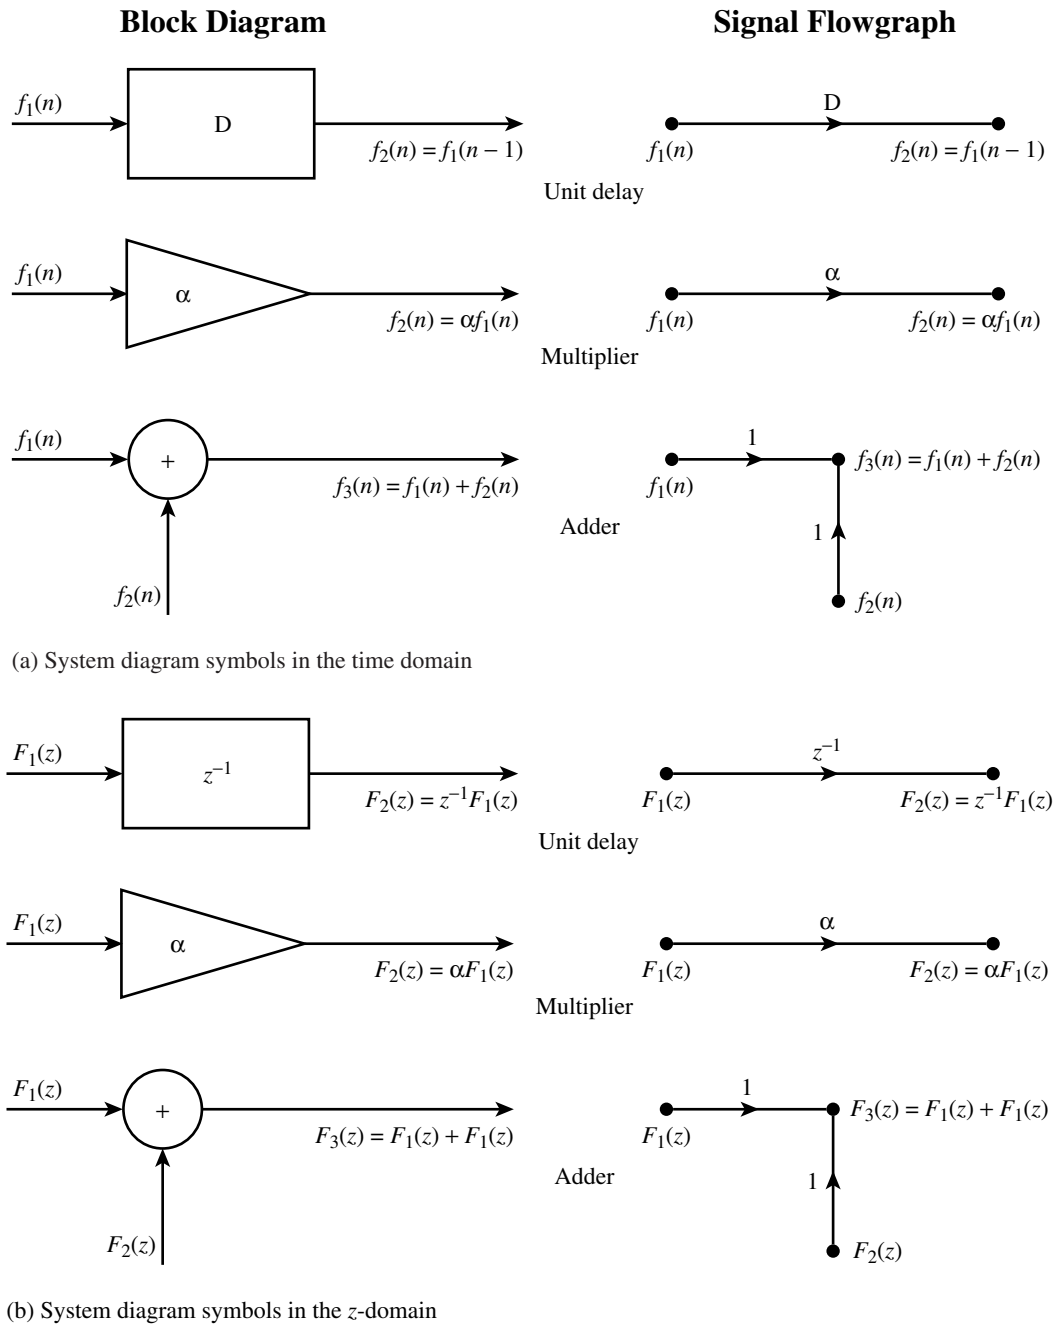 Block Diagram
Signal Flowgraph
f₁(n)
D
f₂(n) = f₁(n − 1)
D
f₁(n)
f₂(n) = f₁(n − 1)
Unit delay
f₁(n)
α
f₂(n) = αf₁(n)
α
f₁(n)
f₂(n) = αf₁(n)
Multiplier
f₁(n)
+
f₃(n) = f₁(n) + f₂(n)
f₂(n)
1
f₁(n)
f₃(n) = f₁(n) + f₂(n)
1
f₂(n)
Adder
(a) System diagram symbols in the time domain
F₁(z)
z⁻¹
F₂(z) = z⁻¹F₁(z)
z⁻¹
F₁(z)
F₂(z) = z⁻¹F₁(z)
Unit delay
F₁(z)
α
F₂(z) = αF₁(z)
α
F₁(z)
F₂(z) = αF₁(z)
Multiplier
F₁(z)
+
F₃(z) = F₁(z) + F₁(z)
F₂(z)
1
F₁(z)
F₃(z) = F₁(z) + F₁(z)
1
F₂(z)
Adder
(b) System diagram symbols in the z-domain